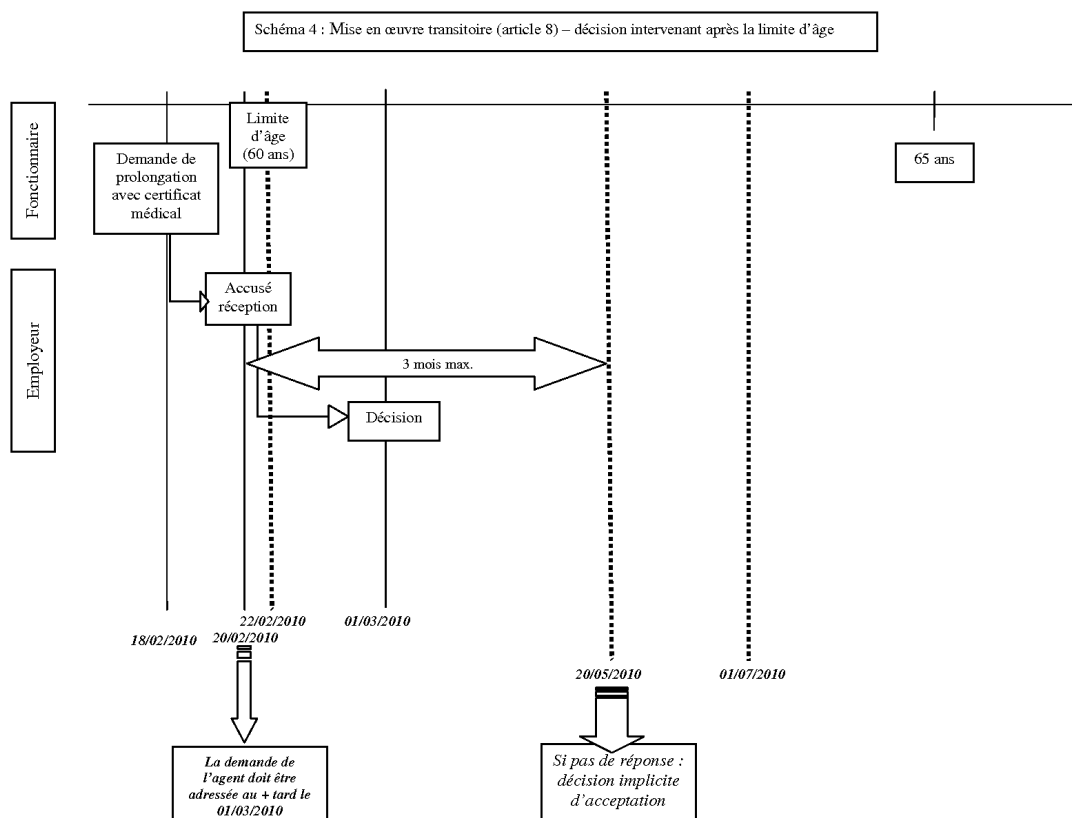 Schéma 4 : Mise en œuvre transitoire (article 8) – décision intervenant après la limite d'âge
Fonctionnaire
Limite
d'âge
(60 ans)
Demande de
prolongation
avec certificat
médical
65 ans
Employeur
Accusé
réception
3 mois max.
Décision
22/02/2010
01/03/2010
18/02/2010
20/02/2010
20/05/2010
01/07/2010
La demande de
l'agent doit être
adressée au + tard le
01/03/2010
Si pas de réponse :
décision implicite
d'acceptation